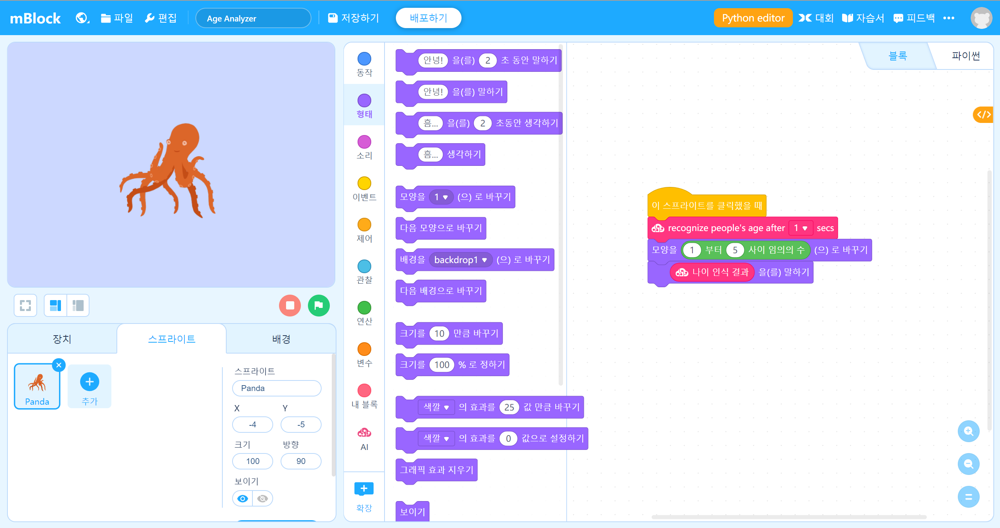 mBlock 파일 편집 Age Analyzer 저장하기 배포하기 Python editor 대회 자습서 피드백
동작
형태
소리
이벤트
제어
관찰
연산
변수
내 블록
AI
확장
안녕! 을(를) 2 초 동안 말하기
안녕! 을(를) 말하기
흠... 을(를) 2 초동안 생각하기
흠... 생각하기
모양을 1 (으) 로 바꾸기
다음 모양으로 바꾸기
배경을 backdrop1 (으) 로 바꾸기
다음 배경으로 바꾸기
크기를 10 만큼 바꾸기
크기를 100 % 로 정하기
색깔 의 효과를 25 값 만큼 바꾸기
색깔 의 효과를 0 값으로 설정하기
그래픽 효과 지우기
보이기
블록 파이썬
이 스프라이트를 클릭했을 때
recognize people's age after 1 secs
모양을 1 부터 5 사이 임의의 수 (으) 로 바꾸기
나이 인식 결과 을(를) 말하기
장치 스프라이트 배경
Panda
추가
스프라이트
Panda
X Y
-4 -5
크기 방향
100 90
보이기